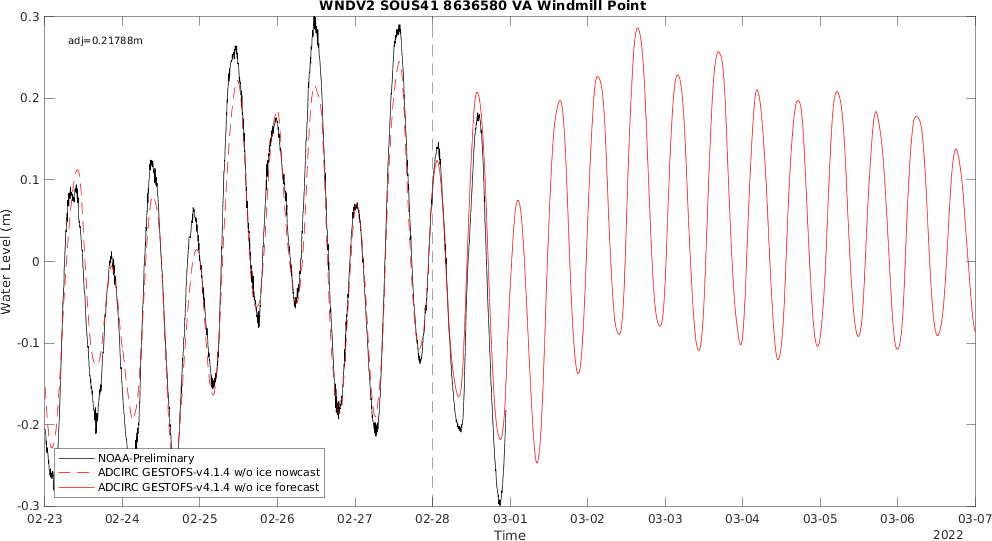 WNDV2 SOUS41 8636580 VA Windmill Point
adj=0.21788m
0.3
0.2
0.1
0
-0.1
-0.2
-0.3
Water Level (m)
NOAA-Preliminary
ADCIRC GESTOFS-v4.1.4 w/o ice nowcast
ADCIRC GESTOFS-v4.1.4 w/o ice forecast
02-23 02-24 02-25 02-26 02-27 02-28 03-01 03-02 03-03 03-04 03-05 03-06 03-07
Time
2022